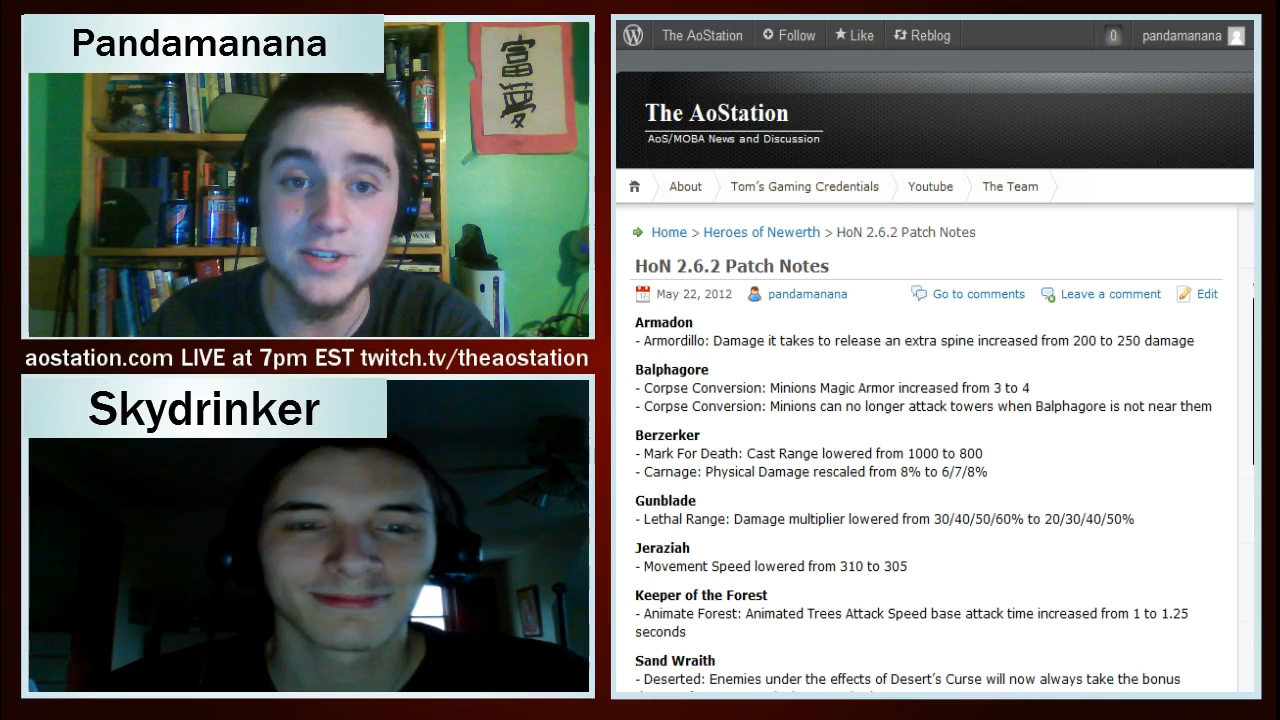 Pandamanana
富
夢
NOS
WAR
aostation.com LIVE at 7pm EST twitch.tv/theaostation
Skydrinker
The AoStation
Follow
Like
Reblog
0
pandamanana
The AoStation
AoS/MOBA News and Discussion
About
Tom's Gaming Credentials
Youtube
The Team
Home > Heroes of Newerth > HoN 2.6.2 Patch Notes
HoN 2.6.2 Patch Notes
May 22, 2012 pandamanana Go to comments Leave a comment Edit
Armadon
- Armordillo: Damage it takes to release an extra spine increased from 200 to 250 damage
Balphagore
- Corpse Conversion: Minions Magic Armor increased from 3 to 4
- Corpse Conversion: Minions can no longer attack towers when Balphagore is not near them
Berzerker
- Mark For Death: Cast Range lowered from 1000 to 800
- Carnage: Physical Damage rescaled from 8% to 6/7/8%
Gunblade
- Lethal Range: Damage multiplier lowered from 30/40/50/60% to 20/30/40/50%
Jeraziah
- Movement Speed lowered from 310 to 305
Keeper of the Forest
- Animate Forest: Animated Trees Attack Speed base attack time increased from 1 to 1.25
seconds
Sand Wraith
- Deserted: Enemies under the effects of Desert's Curse will now always take the bonus